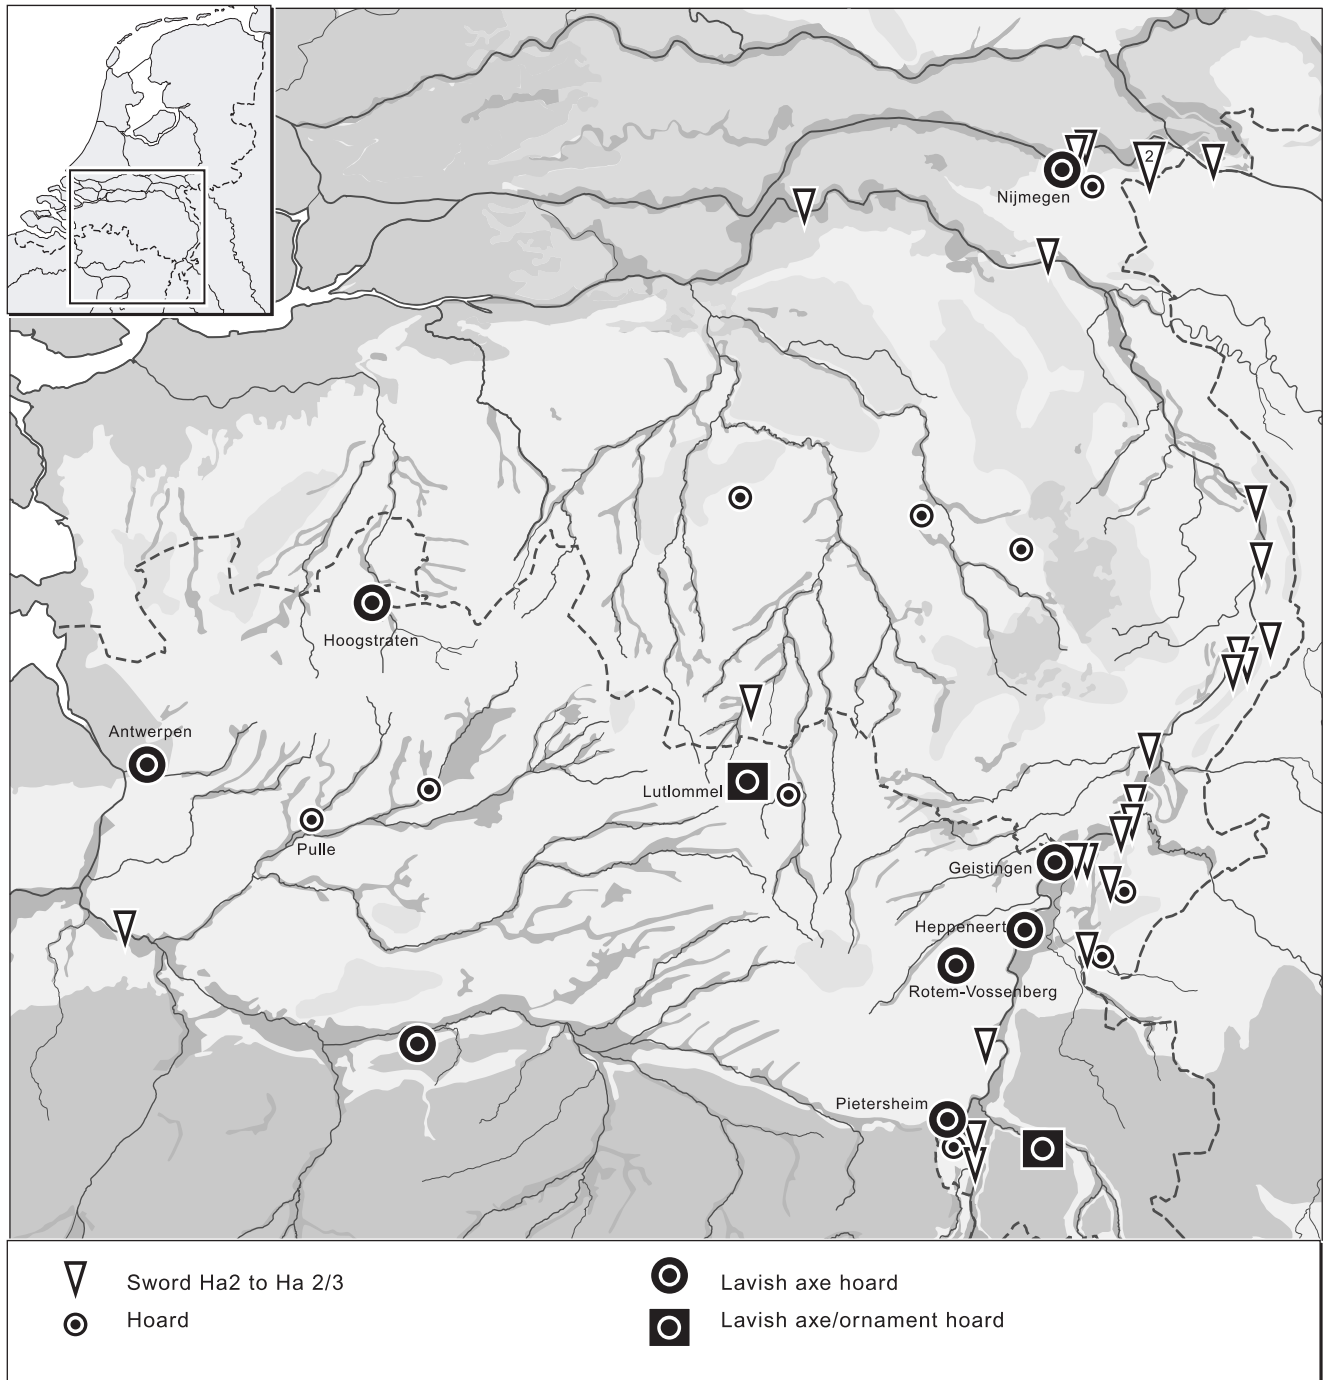 2
Nijmegen
Hoogstraten
Antwerpen
Lutlommel
Pulle
Geistingen
Heppeneert
Rotem-Vossenberg
Pietersheim
Sword Ha2 to Ha 2/3
Lavish axe hoard
Hoard
Lavish axe/ornament hoard